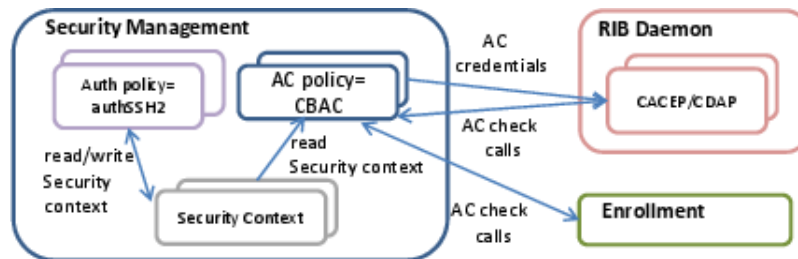 Security Management
Auth policy=
authSSH2
AC policy=
CBAC
read/write
Security
context
read
Security context
Security Context
AC
credentials
AC check
calls
AC check
calls
RIB Daemon
CACEP/CDAP
Enrollment